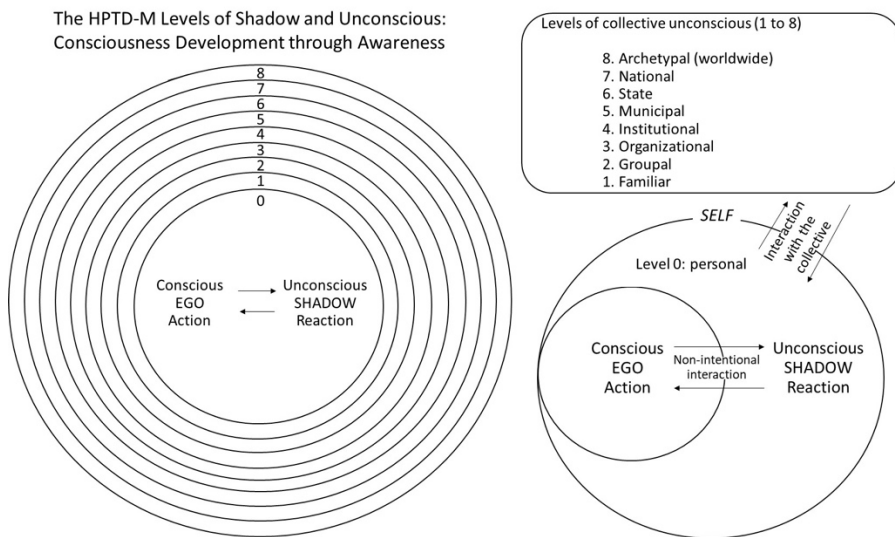 The HPTD-M Levels of Shadow and Unconscious:
Consciousness Development through Awareness
8
7
6
5
4
3
2
1
0
Conscious
EGO
Action
Unconscious
SHADOW
Reaction
Levels of collective unconscious (1 to 8)
8. Archetypal (worldwide)
7. National
6. State
5. Municipal
4. Institutional
3. Organizational
2. Groupal
1. Familiar
SELF
Interaction
with the
collective
Level 0: personal
Conscious
EGO
Action
Non-intentional
interaction
Unconscious
SHADOW
Reaction